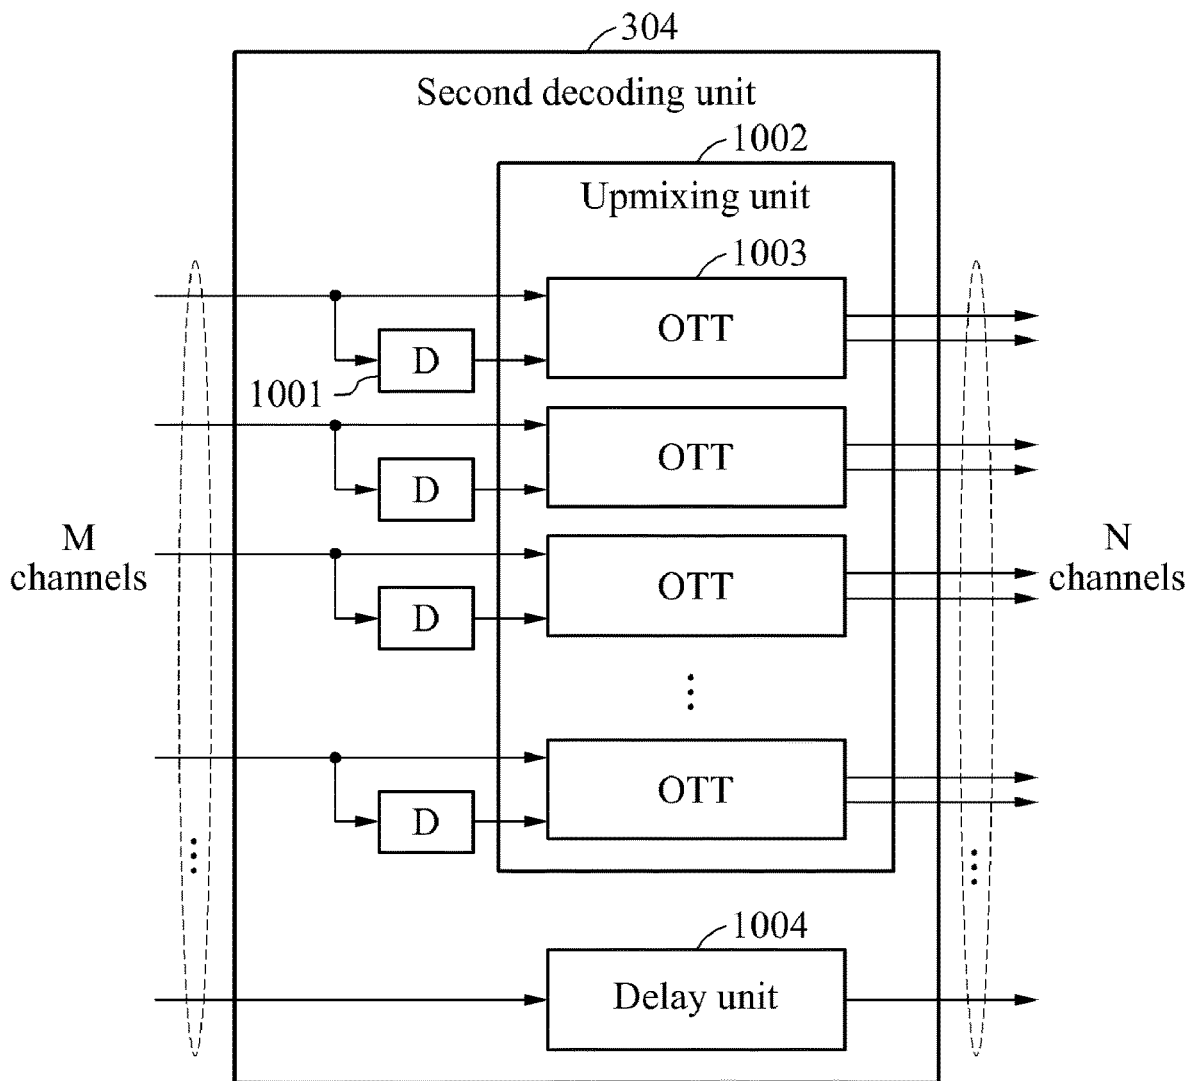 304
Second decoding unit
1002
Upmixing unit
1003
OTT
D
1001
OTT
D
M
channels
OTT
D
N
channels
OTT
D
1004
Delay unit